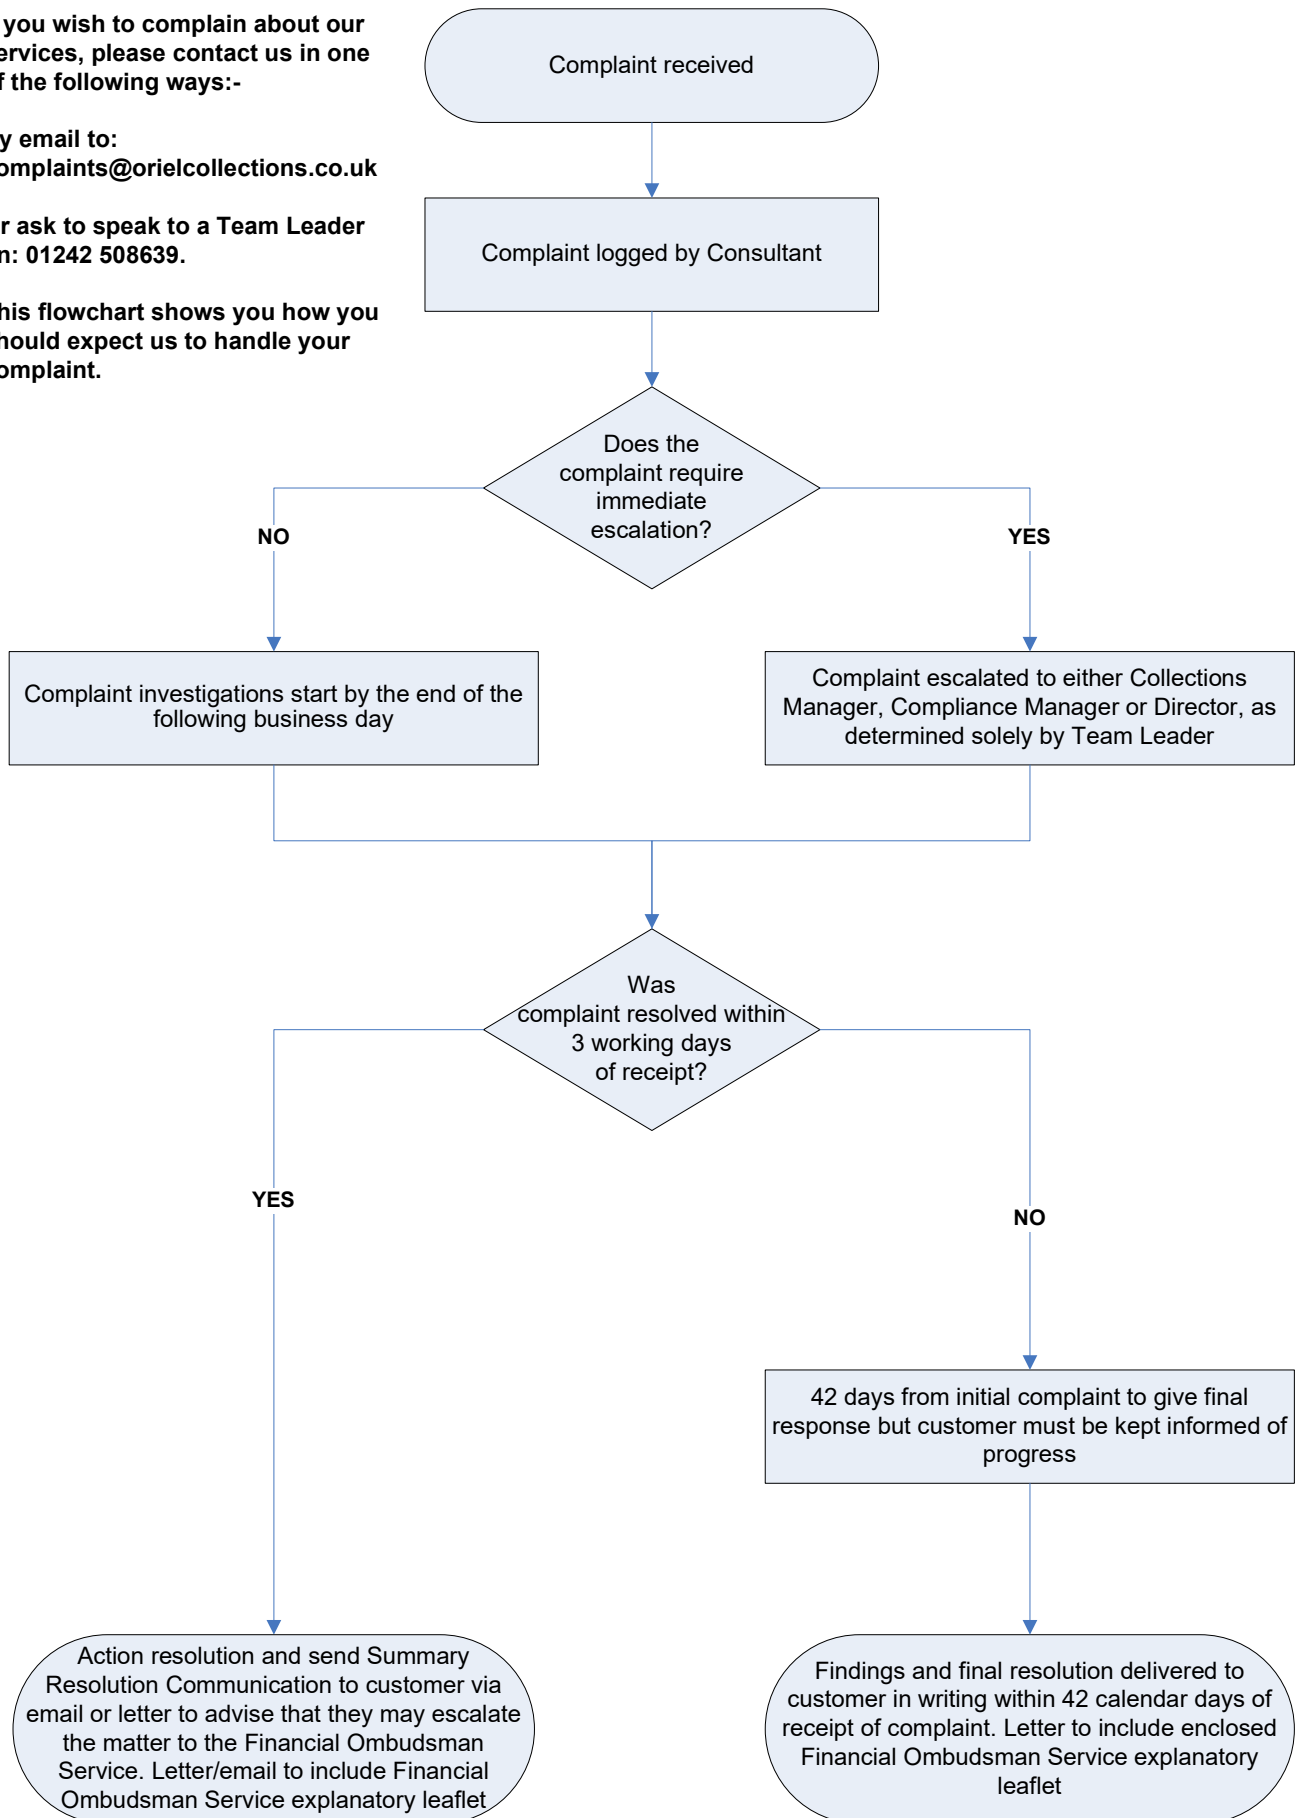 you wish to complain about our
ervices, please contact us in one
f the following ways:-
y email to:
omplaints@orielcollections.co.uk
r ask to speak to a Team Leader
n: 01242 508639.
his flowchart shows you how you
hould expect us to handle your
omplaint.
Complaint received
Complaint logged by Consultant
Does the
complaint require
immediate
escalation?
NO
YES
Complaint investigations start by the end of the
following business day
Complaint escalated to either Collections
Manager, Compliance Manager or Director, as
determined solely by Team Leader
Was
complaint resolved within
3 working days
of receipt?
YES
NO
42 days from initial complaint to give final
response but customer must be kept informed of
progress
Action resolution and send Summary
Resolution Communication to customer via
email or letter to advise that they may escalate
the matter to the Financial Ombudsman
Service. Letter/email to include Financial
Ombudsman Service explanatory leaflet
Findings and final resolution delivered to
customer in writing within 42 calendar days of
receipt of complaint. Letter to include enclosed
Financial Ombudsman Service explanatory
leaflet